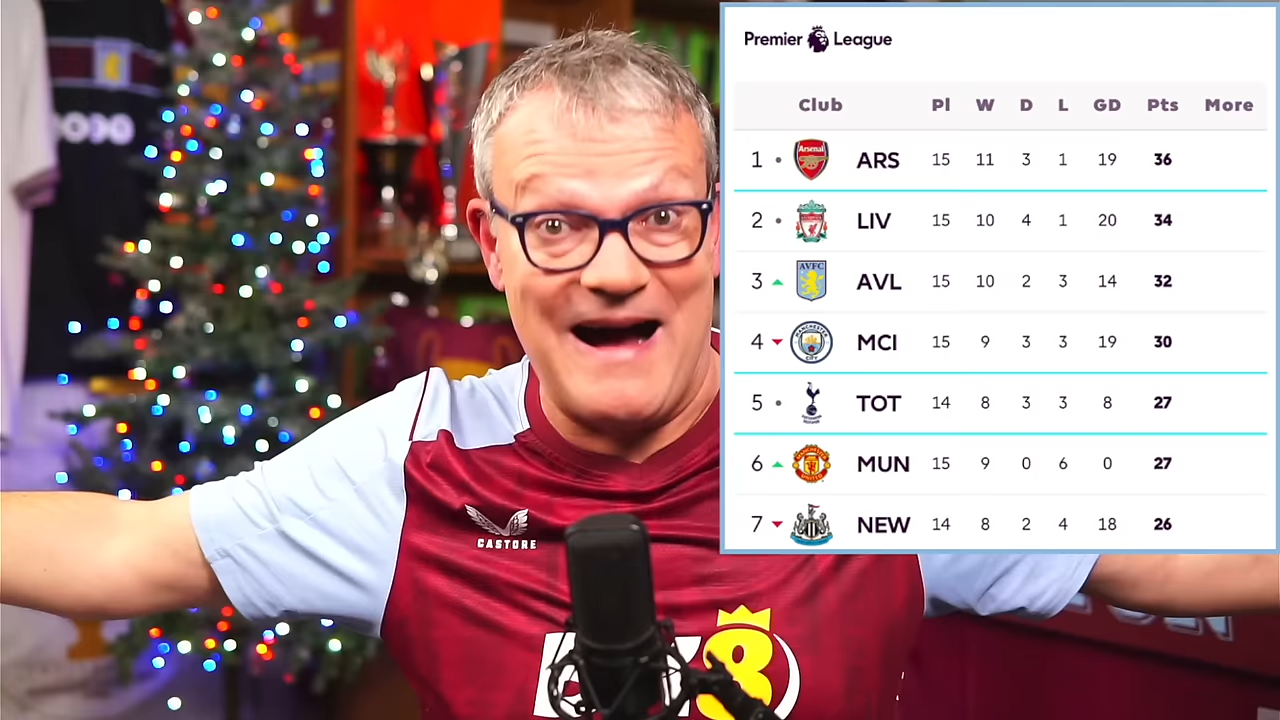 Premier League
Club Pl W D L GD Pts More
1 Arsenal ARS 15 11 3 1 19 36
2 LIV 15 10 4 1 20 34
3 AVFC AVL 15 10 2 3 14 32
4 MCI 15 9 3 3 19 30
5 TOT 14 8 3 3 8 27
6 MUN 15 9 0 6 0 27
7 NEW 14 8 2 4 18 26
CASTORE
8